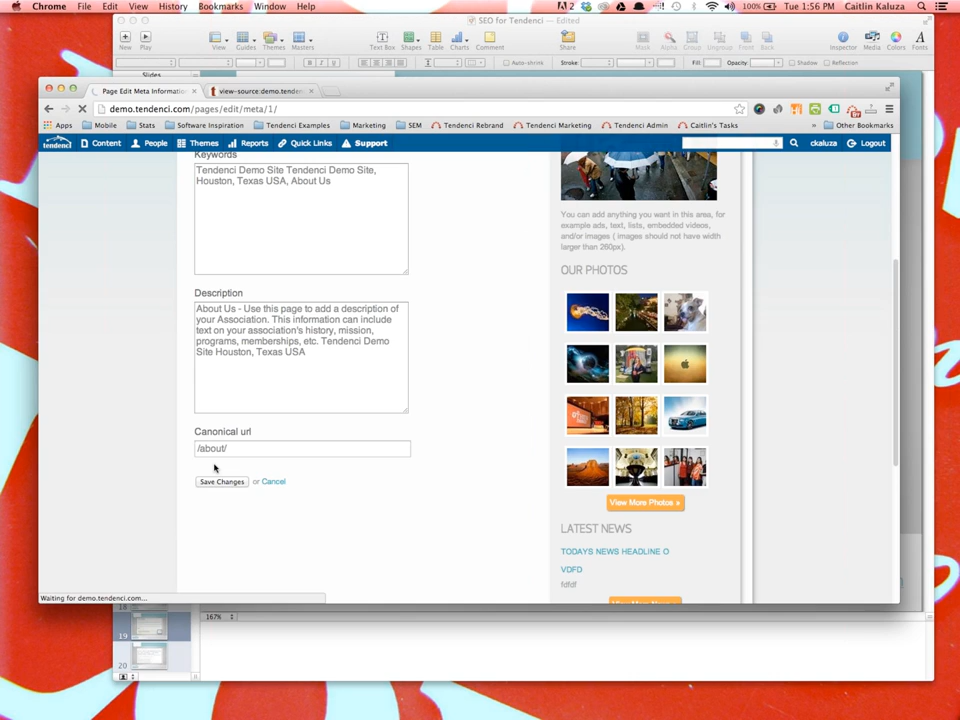 Chrome File Edit View History Bookmarks Window Help
2 100% Tue 1:56 PM Caitlin Kaluza
SEO for Tendenci — Edited
New Play View Guides Themes Masters Text Box Shapes Table Charts Comment Share Mask Alpha Group Ungroup Front Back Inspector Media Colors Fonts
Auto-shrink Stroke: Fill: Opacity: Shadow Reflection
Slides
Page Edit Meta Information view-source:demo.tenden
demo.tendenci.com/pages/edit/meta/1/
Apps Mobile Stats Software Inspiration Tendenci Examples Marketing SEM Tendenci Rebrand Tendenci Marketing Tendenci Admin Caitlin's Tasks » Other Bookmarks
tendenci Content People Themes Reports Quick Links Support ckaluza Logout
Keywords
Tendenci Demo Site Tendenci Demo Site,
Houston, Texas USA, About Us
Description
About Us - Use this page to add a description of
your Association. This information can include
text on your association's history, mission,
programs, memberships, etc. Tendenci Demo
Site Houston, Texas USA
Canonical url
/about/
Save Changes or Cancel
You can add anything you want in this area, for
example ads, text, lists, embedded videos,
and/or images ( images should not have width
larger than 260px).
OUR PHOTOS
View More Photos »
LATEST NEWS
TODAYS NEWS HEADLINE O
VDFD
fdfdf
Waiting for demo.tendenci.com...
18
19
20
167%